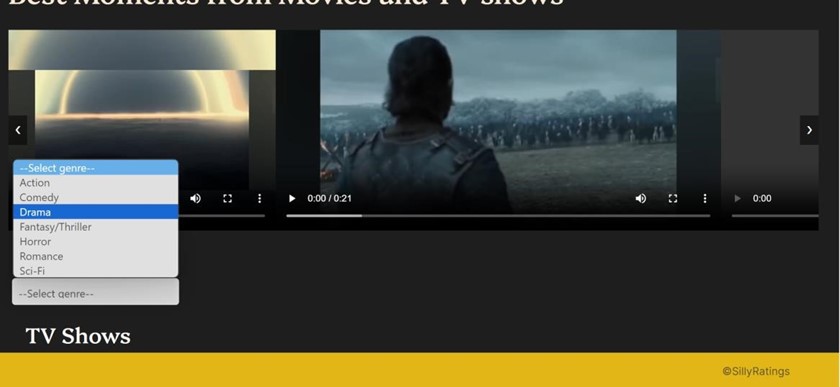 Best Moments from Movies and TV shows
0:00 / 0:21
0:00
--Select genre--
Action
Comedy
Drama
Fantasy/Thriller
Horror
Romance
Sci-Fi
--Select genre--
TV Shows
©SillyRatings